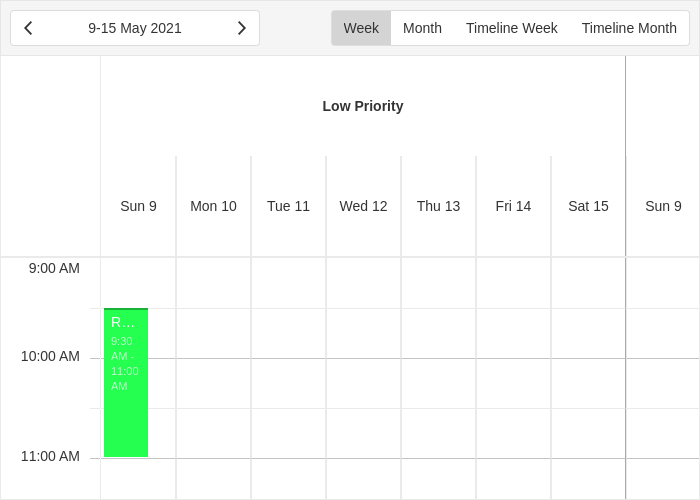 9-15 May 2021
Week Month Timeline Week Timeline Month
Low Priority
Sun 9 Mon 10 Tue 11 Wed 12 Thu 13 Fri 14 Sat 15 Sun 9
9:00 AM
R...
9:30
AM -
11:00
AM
10:00 AM
11:00 AM